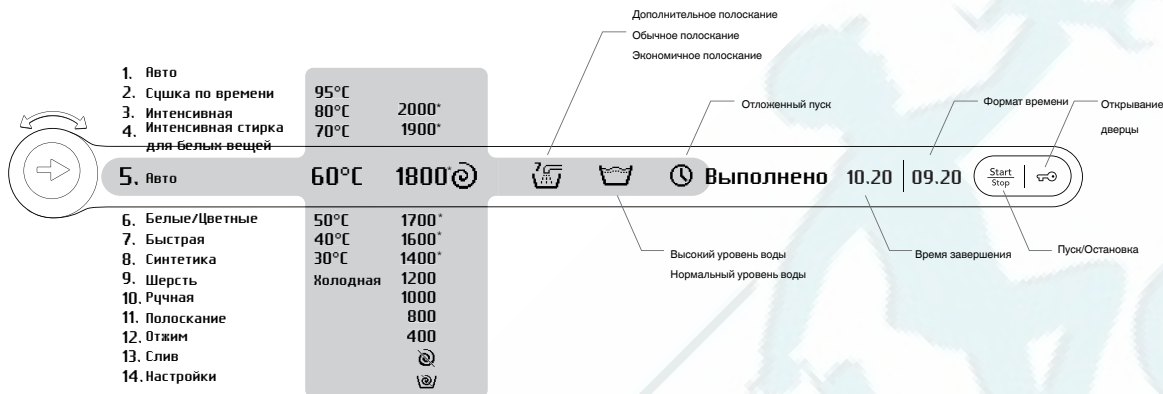 Дополнительное полоскание
Обычное полоскание
Экономичное полоскание
1. Авто
2. Сушка по времени 95°C
3. Интенсивная 80°C 2000*
4. Интенсивная стирка 70°C 1900*
для белых вещей
Отложенный пуск
Формат времени
Открывание
дверцы
5. Авто 60°C 1800* 7 Выполнено 10.20 09.20 Start
Stop
6. Белые/Цветные 50°C 1700*
7. Быстрая 40°C 1600*
8. Синтетика 30°C 1400*
9. Шерсть Холодная 1200
10. Ручная 1000
11. Полоскание 800
12. Отжим 400
13. Слив
14. Настройки
Высокий уровень воды
Нормальный уровень воды
Время завершения
Пуск/Остановка